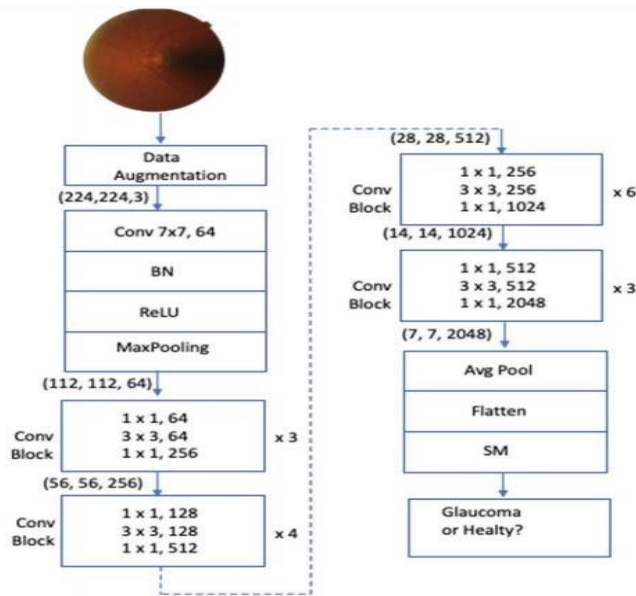 Data
Augmentation
(224,224,3)
Conv 7x7, 64
BN
ReLU
MaxPooling
(112, 112, 64)
Conv
Block
1 x 1, 64
3 x 3, 64
1 x 1, 256
x 3
(56, 56, 256)
Conv
Block
1 x 1, 128
3 x 3, 128
1 x 1, 512
x 4
(28, 28, 512)
Conv
Block
1 x 1, 256
3 x 3, 256
1 x 1, 1024
x 6
(14, 14, 1024)
Conv
Block
1 x 1, 512
3 x 3, 512
1 x 1, 2048
x 3
(7, 7, 2048)
Avg Pool
Flatten
SM
Glaucoma
or Healty?